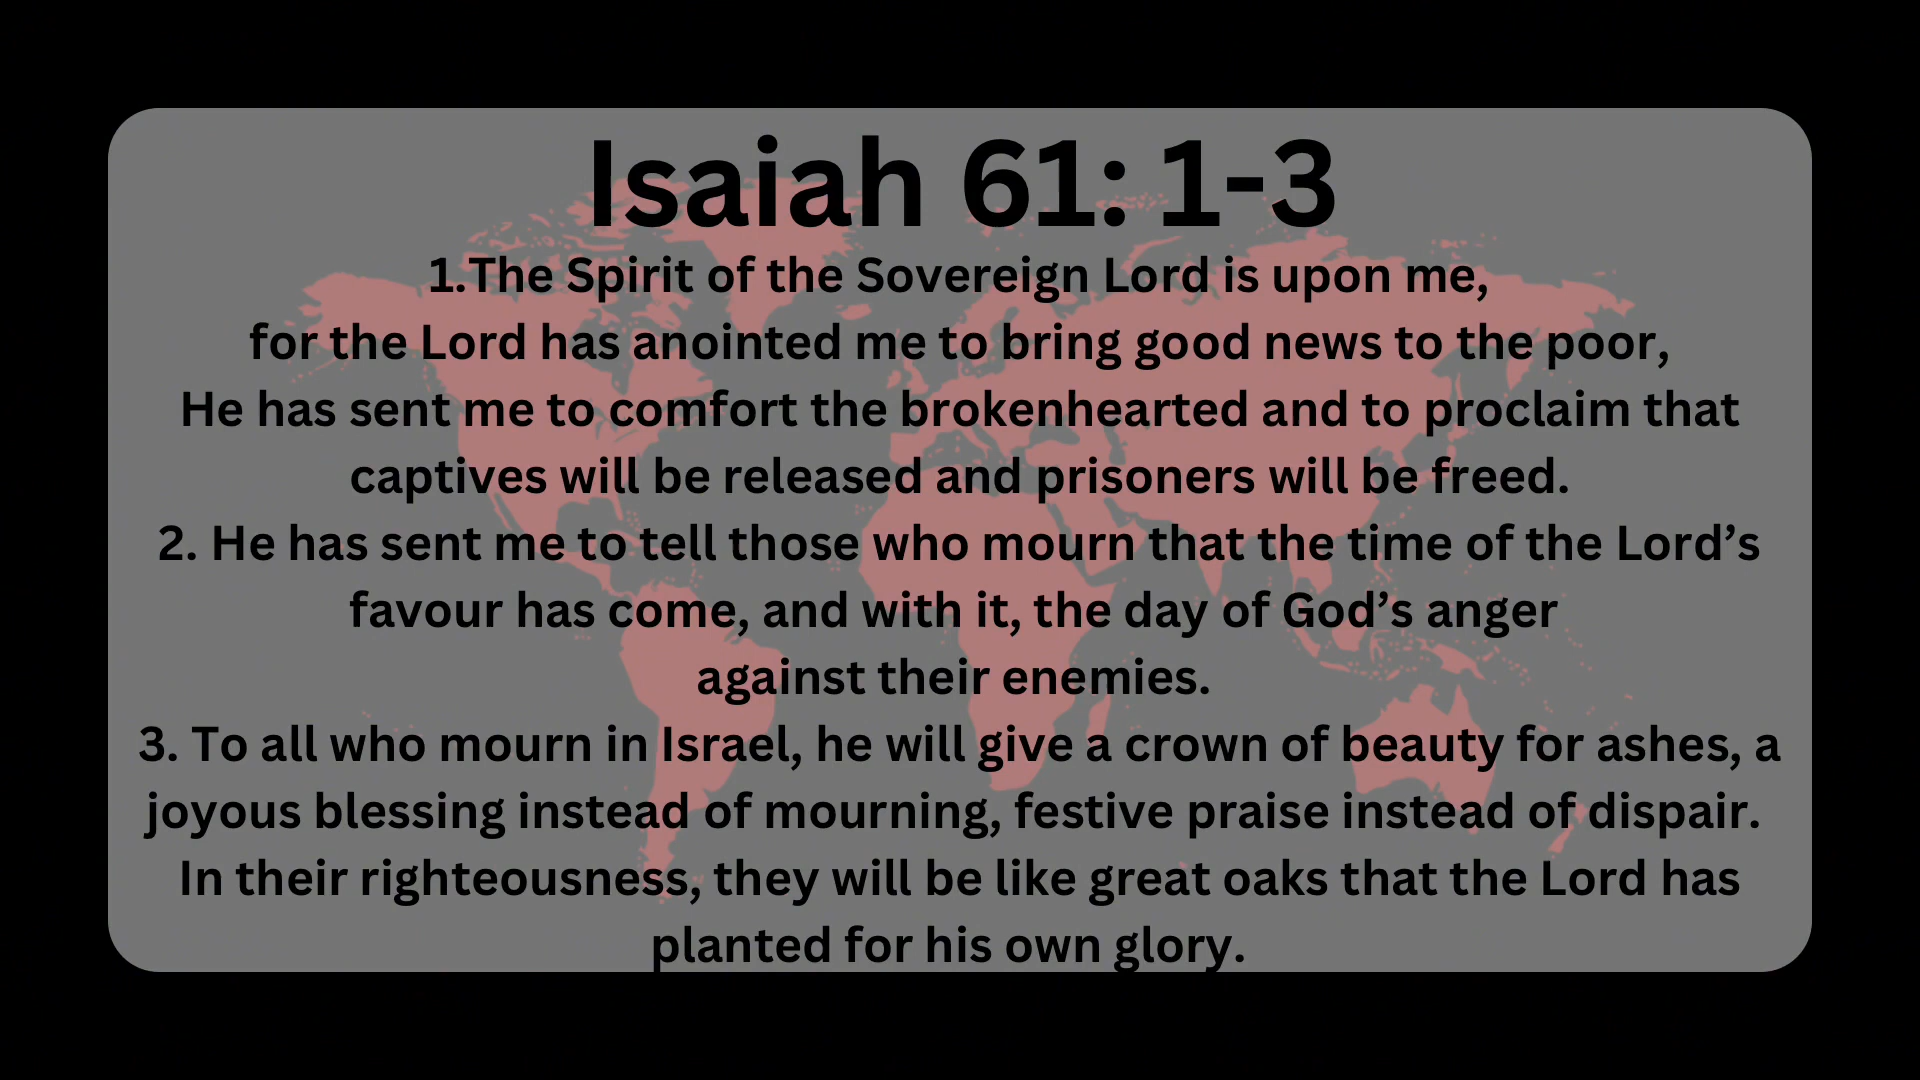 Isaiah 61: 1-3
1.The Spirit of the Sovereign Lord is upon me,
for the Lord has anointed me to bring good news to the poor,
He has sent me to comfort the brokenhearted and to proclaim that
captives will be released and prisoners will be freed.
2. He has sent me to tell those who mourn that the time of the Lord’s
favour has come, and with it, the day of God’s anger
against their enemies.
3. To all who mourn in Israel, he will give a crown of beauty for ashes, a
joyous blessing instead of mourning, festive praise instead of dispair.
In their righteousness, they will be like great oaks that the Lord has
planted for his own glory.